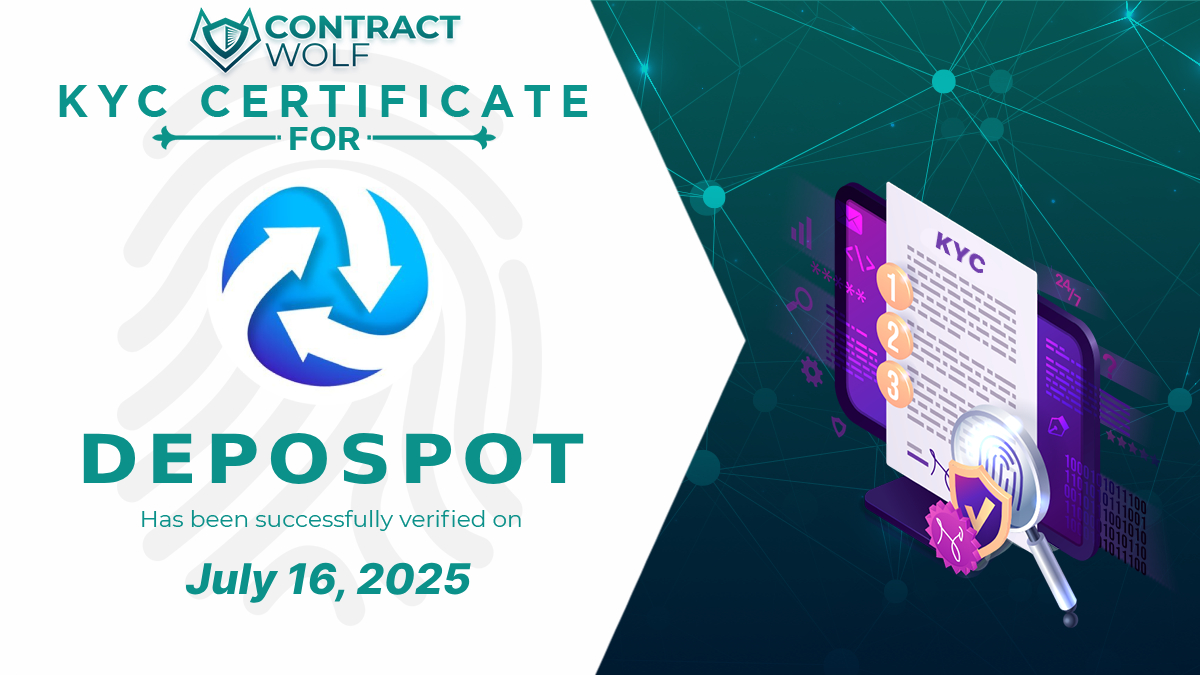 CONTRACT
WOLF
KYC CERTIFICATE
FOR
DEPOSPOT
Has been successfully verified on
July 16, 2025
KYC
1
2
3
24/7